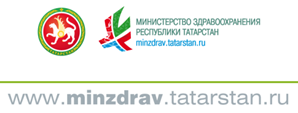 МИНИСТЕРСТВО ЗДРАВООХРАНЕНИЯ
РЕСПУБЛИКИ ТАТАРСТАН
minzdrav.tatarstan.ru
www.minzdrav.tatarstan.ru